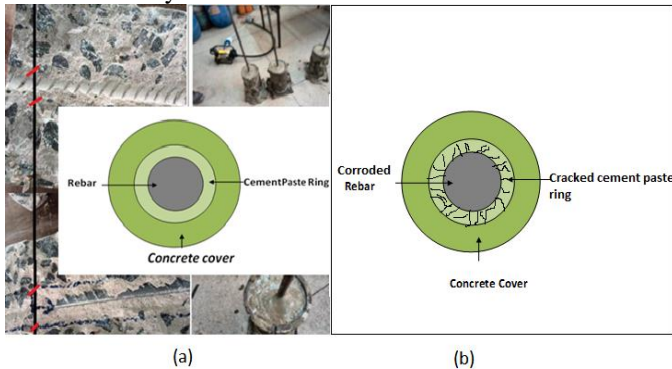 Rebar
CementPaste Ring
Concrete cover
Corroded
Rebar
Cracked cement paste
ring
Concrete Cover
(a)
(b)